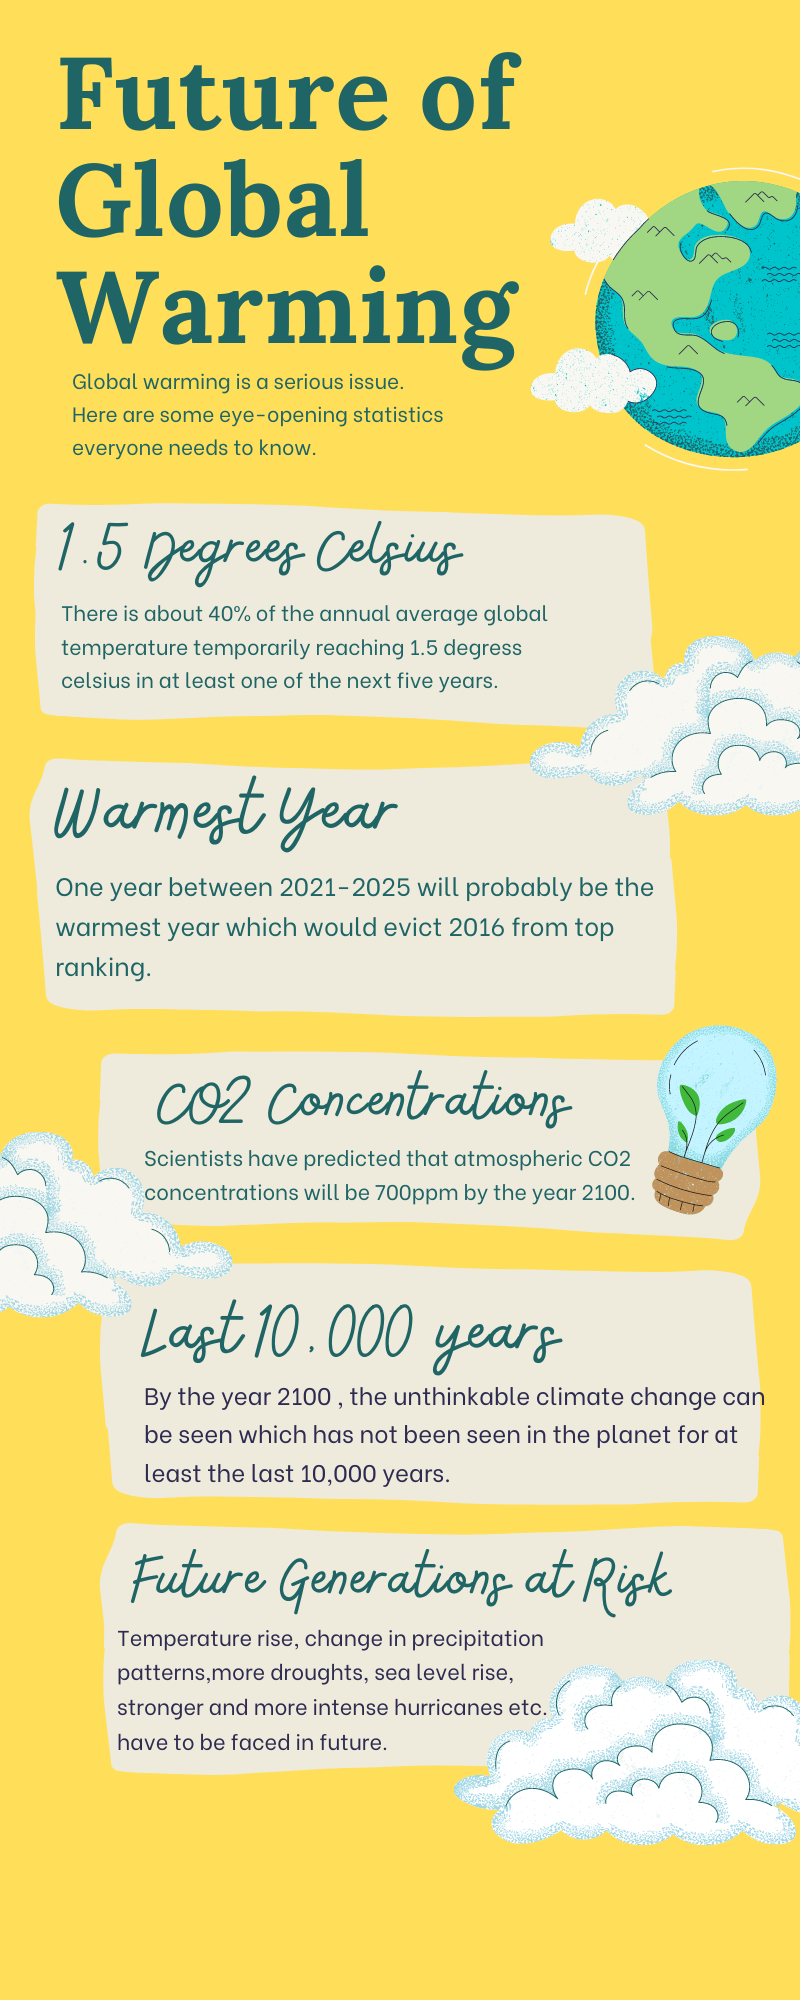 Future of
Global
Warming
Global warming is a serious issue.
Here are some eye-opening statistics
everyone needs to know.
1.5 Degrees Celsius
There is about 40% of the annual average global
temperature temporarily reaching 1.5 degress
celsius in at least one of the next five years.
Warmest Year
One year between 2021-2025 will probably be the
warmest year which would evict 2016 from top
ranking.
CO2 Concentrations
Scientists have predicted that atmospheric CO2
concentrations will be 700ppm by the year 2100.
Last 10,000 years
By the year 2100 , the unthinkable climate change can
be seen which has not been seen in the planet for at
least the last 10,000 years.
Future Generations at Risk
Temperature rise, change in precipitation
patterns,more droughts, sea level rise,
stronger and more intense hurricanes etc.
have to be faced in future.